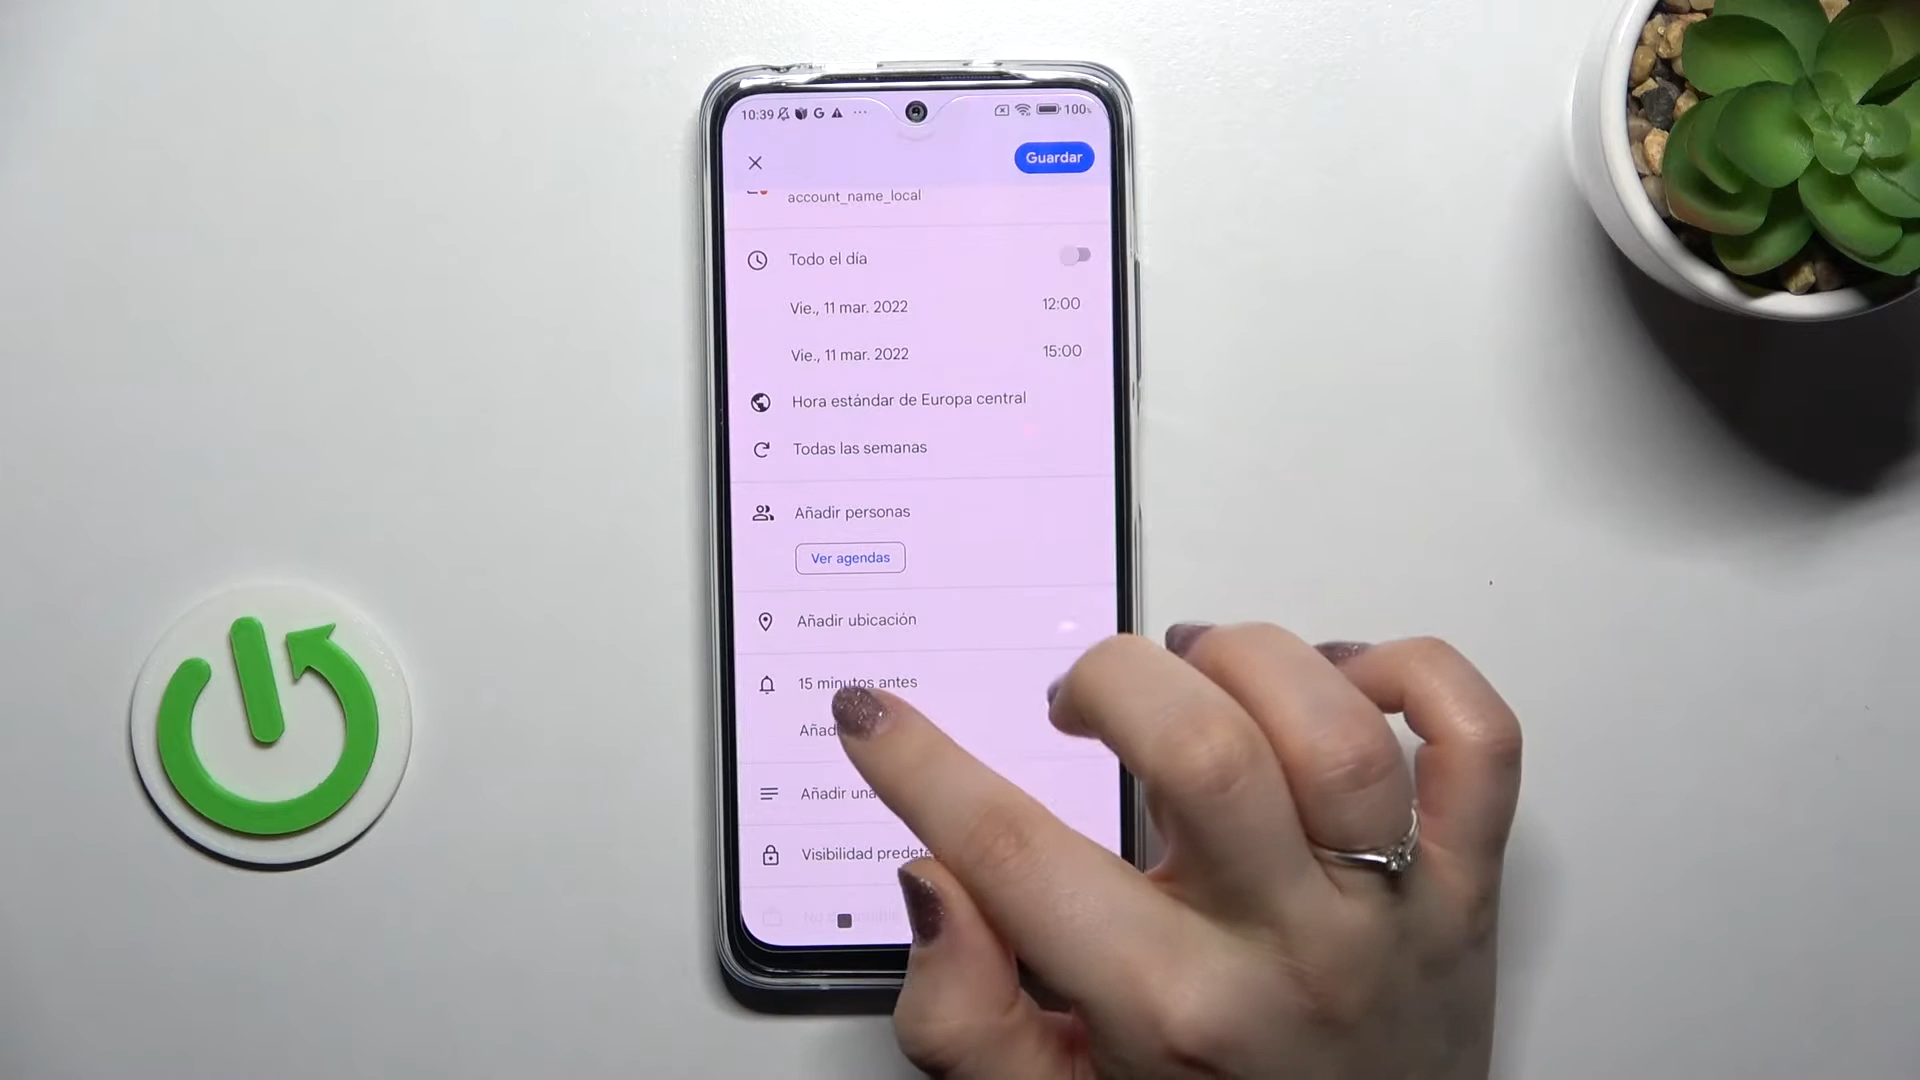 10:39 G ... 100%
Guardar
account_name_local
Todo el día
Vie., 11 mar. 2022 12:00
Vie., 11 mar. 2022 15:00
Hora estándar de Europa central
Todas las semanas
Añadir personas
Ver agendas
Añadir ubicación
15 minutos antes
Añad
Añadir una
Visibilidad predete